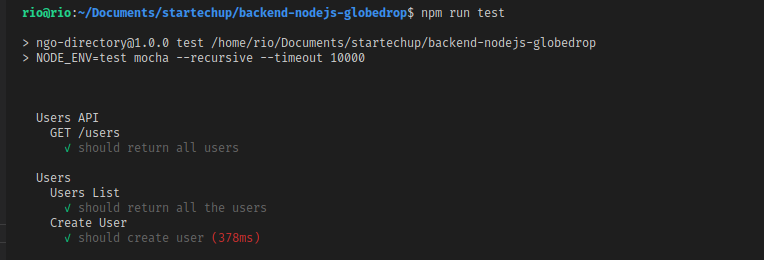 rio@rio:~/Documents/startechup/backend-nodejs-globedrop$ npm run test
> ngo-directory@1.0.0 test /home/rio/Documents/startechup/backend-nodejs-globedrop
> NODE_ENV=test mocha --recursive --timeout 10000
Users API
GET /users
√ should return all users
Users
Users List
√ should return all the users
Create User
√ should create user (378ms)